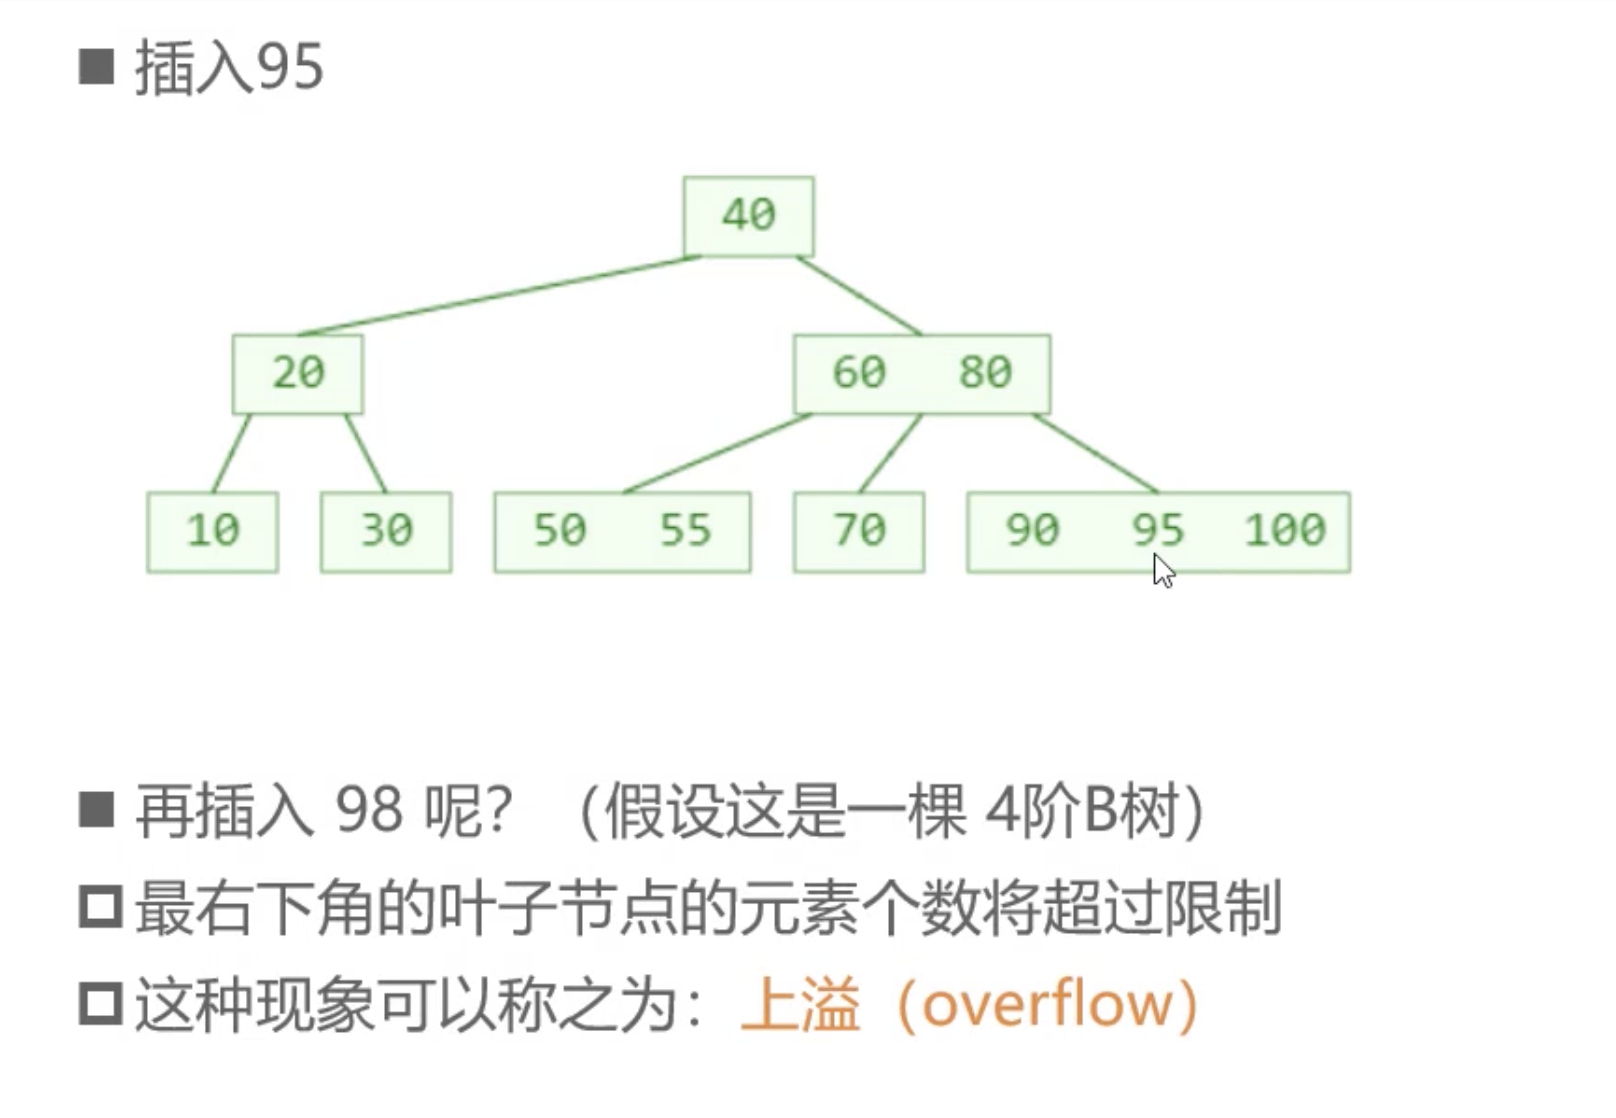 插入95
40
20 60 80
10 30 50 55 70 90 95 100
再插入 98 呢？（假设这是一棵 4阶B树）
最右下角的叶子节点的元素个数将超过限制
这种现象可以称之为：上溢（overflow）